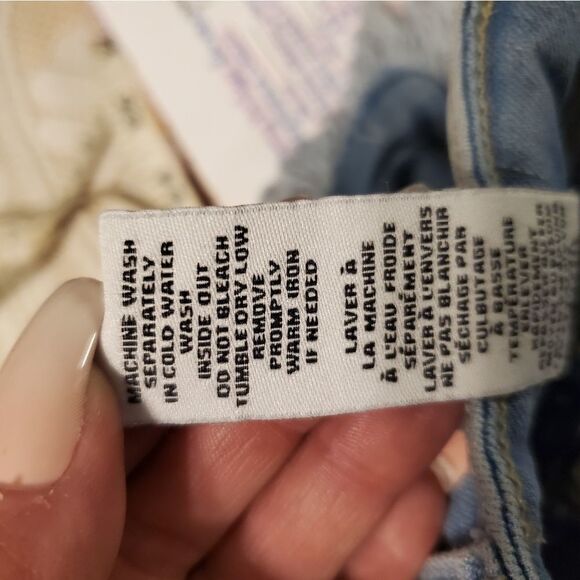 MACHINE WASH
SEPARATELY
IN COLD WATER
WASH
INSIDE OUT
DO NOT BLEACH
TUMBLE DRY LOW
REMOVE
PROMPTLY
WARM IRON
IF NEEDED
LAVER À
LA MACHINE
À L'EAU FROIDE
SÉPARÉMENT
LAVER À L'ENVERS
NE PAS BLANCHIR
SÉCHAGE PAR
CULBUTAGE
À BASSE
TEMPÉRATURE
ENLEVER